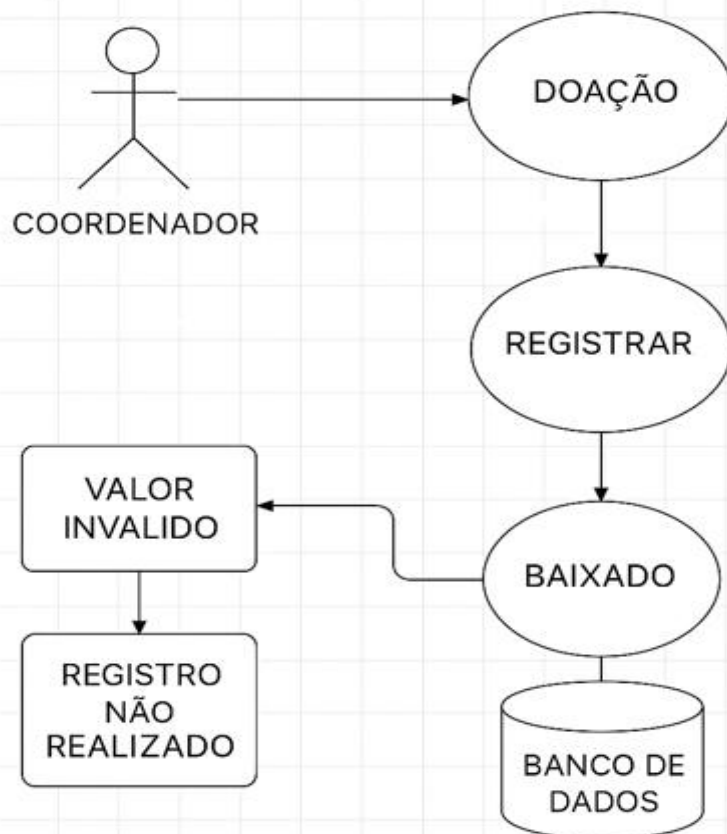 DOAÇÃO
COORDENADOR
REGISTRAR
VALOR
INVALIDO
BAIXADO
REGISTRO
NÃO
REALIZADO
BANCO DE
DADOS